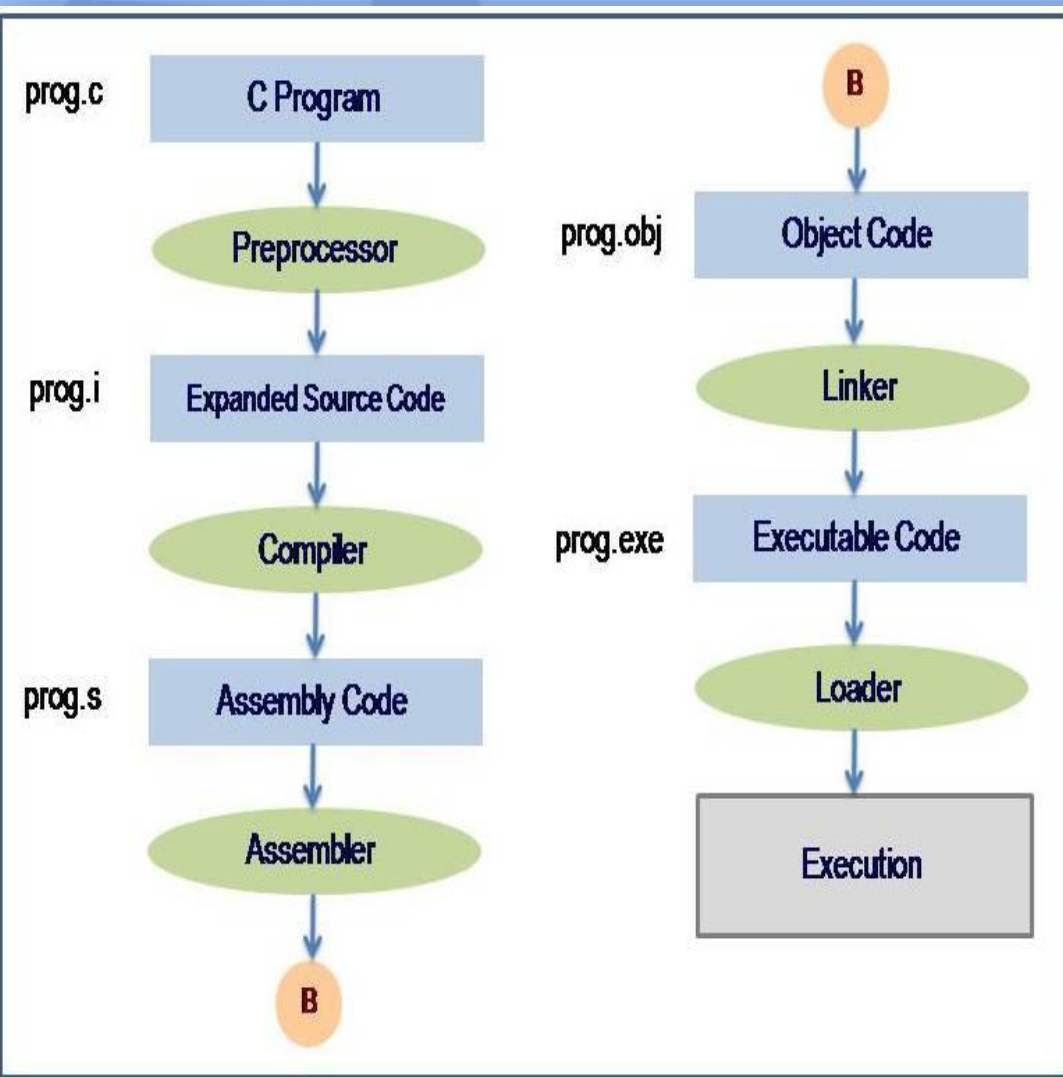 prog.c
C Program
Preprocessor
prog.i
Expanded Source Code
Compiler
prog.s
Assembly Code
Assembler
B
B
prog.obj
Object Code
Linker
prog.exe
Executable Code
Loader
Execution